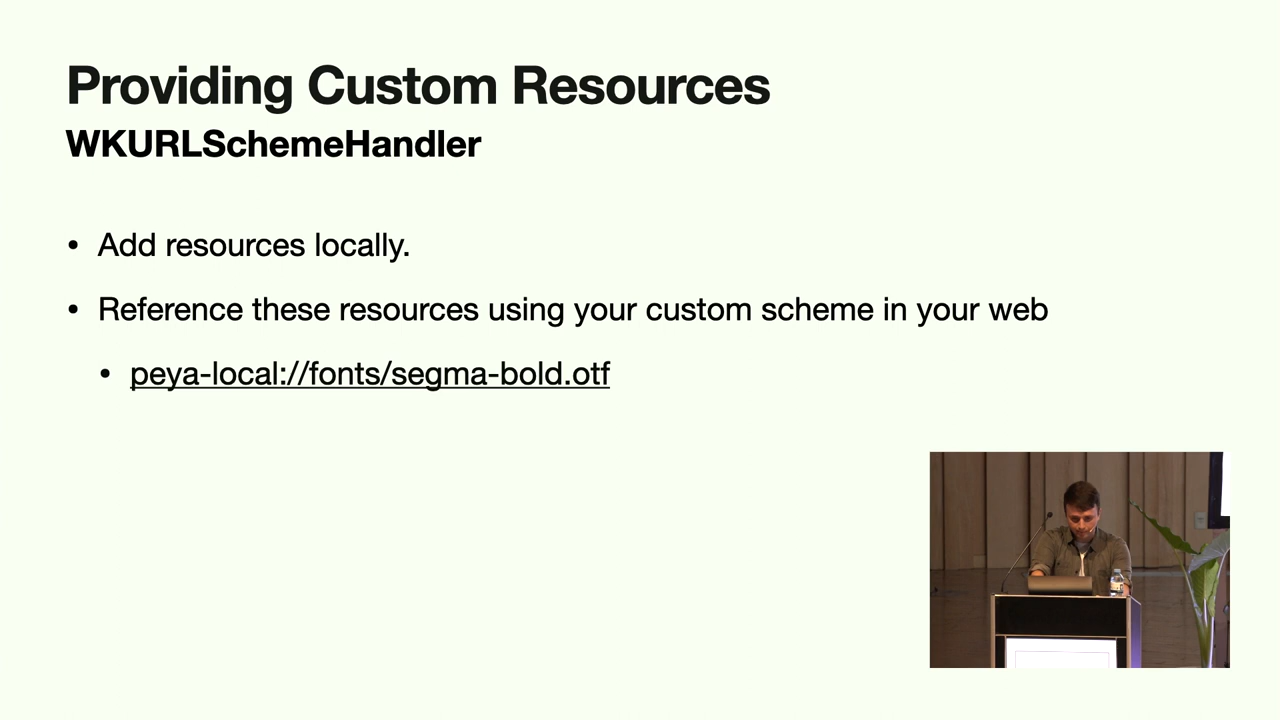 Providing Custom Resources
WKURLSchemeHandler
• Add resources locally.
• Reference these resources using your custom scheme in your web
• peya-local://fonts/segma-bold.otf